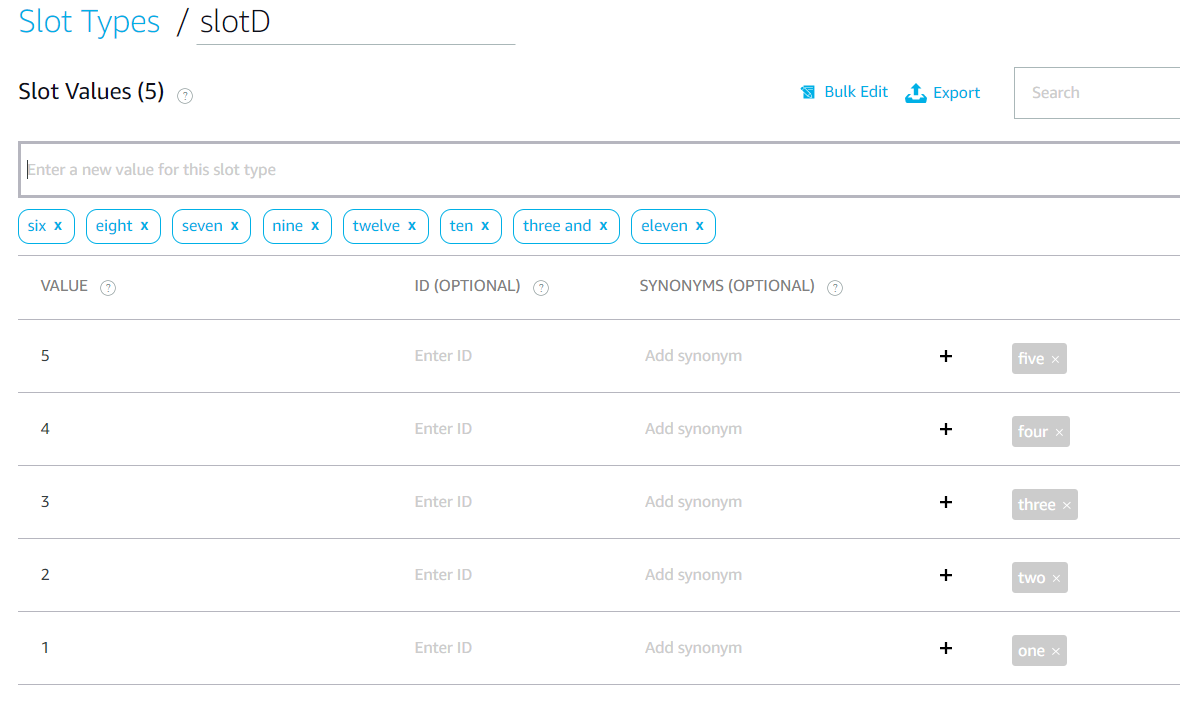 Slot Types / slotD
Slot Values (5) ?
Bulk Edit Export Search
Enter a new value for this slot type
six x eight x seven x nine x twelve x ten x three and x eleven x
VALUE ? ID (OPTIONAL) ? SYNONYMS (OPTIONAL) ?
5 Enter ID Add synonym + five ×
4 Enter ID Add synonym + four ×
3 Enter ID Add synonym + three ×
2 Enter ID Add synonym + two ×
1 Enter ID Add synonym + one ×